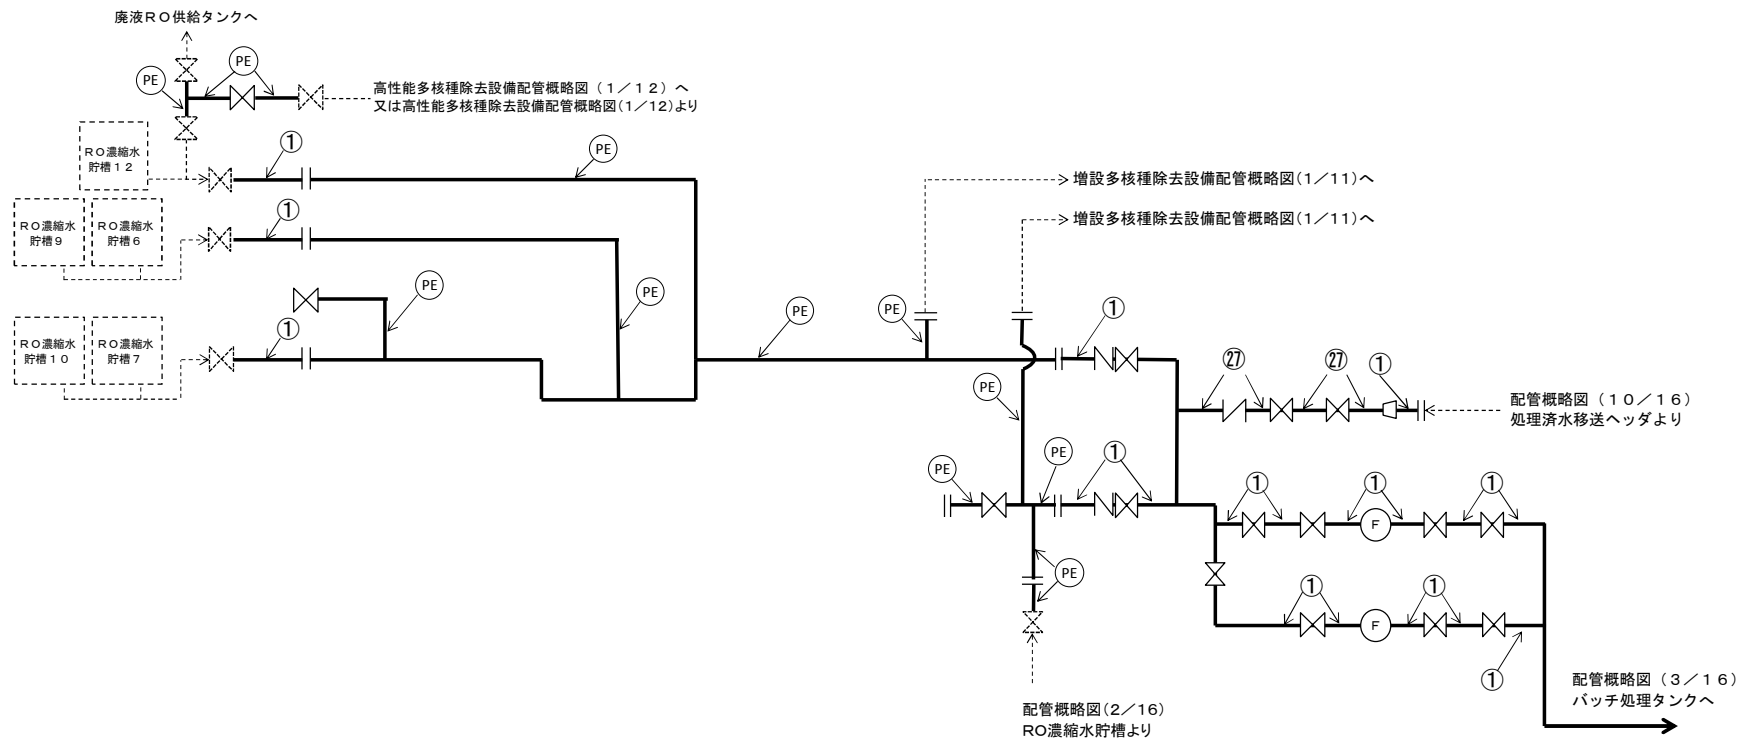 廃液RO供給タンクへ
PE
PE
高性能多核種除去設備配管概略図(1/12)へ
又は高性能多核種除去設備配管概略図(1/12)より
RO濃縮水
貯槽12
①
PE
増設多核種除去設備配管概略図(1/11)へ
RO濃縮水
貯槽9
RO濃縮水
貯槽6
①
増設多核種除去設備配管概略図(1/11)へ
PE
PE
PE
PE
①
RO濃縮水
貯槽10
RO濃縮水
貯槽7
①
㉗
㉗
①
PE
配管概略図(10/16)
処理済水移送ヘッダより
PE
PE
①
①
①
①
F
PE
①
①
F
①
配管概略図(3/16)
バッチ処理タンクへ
配管概略図(2/16)
RO濃縮水貯槽より